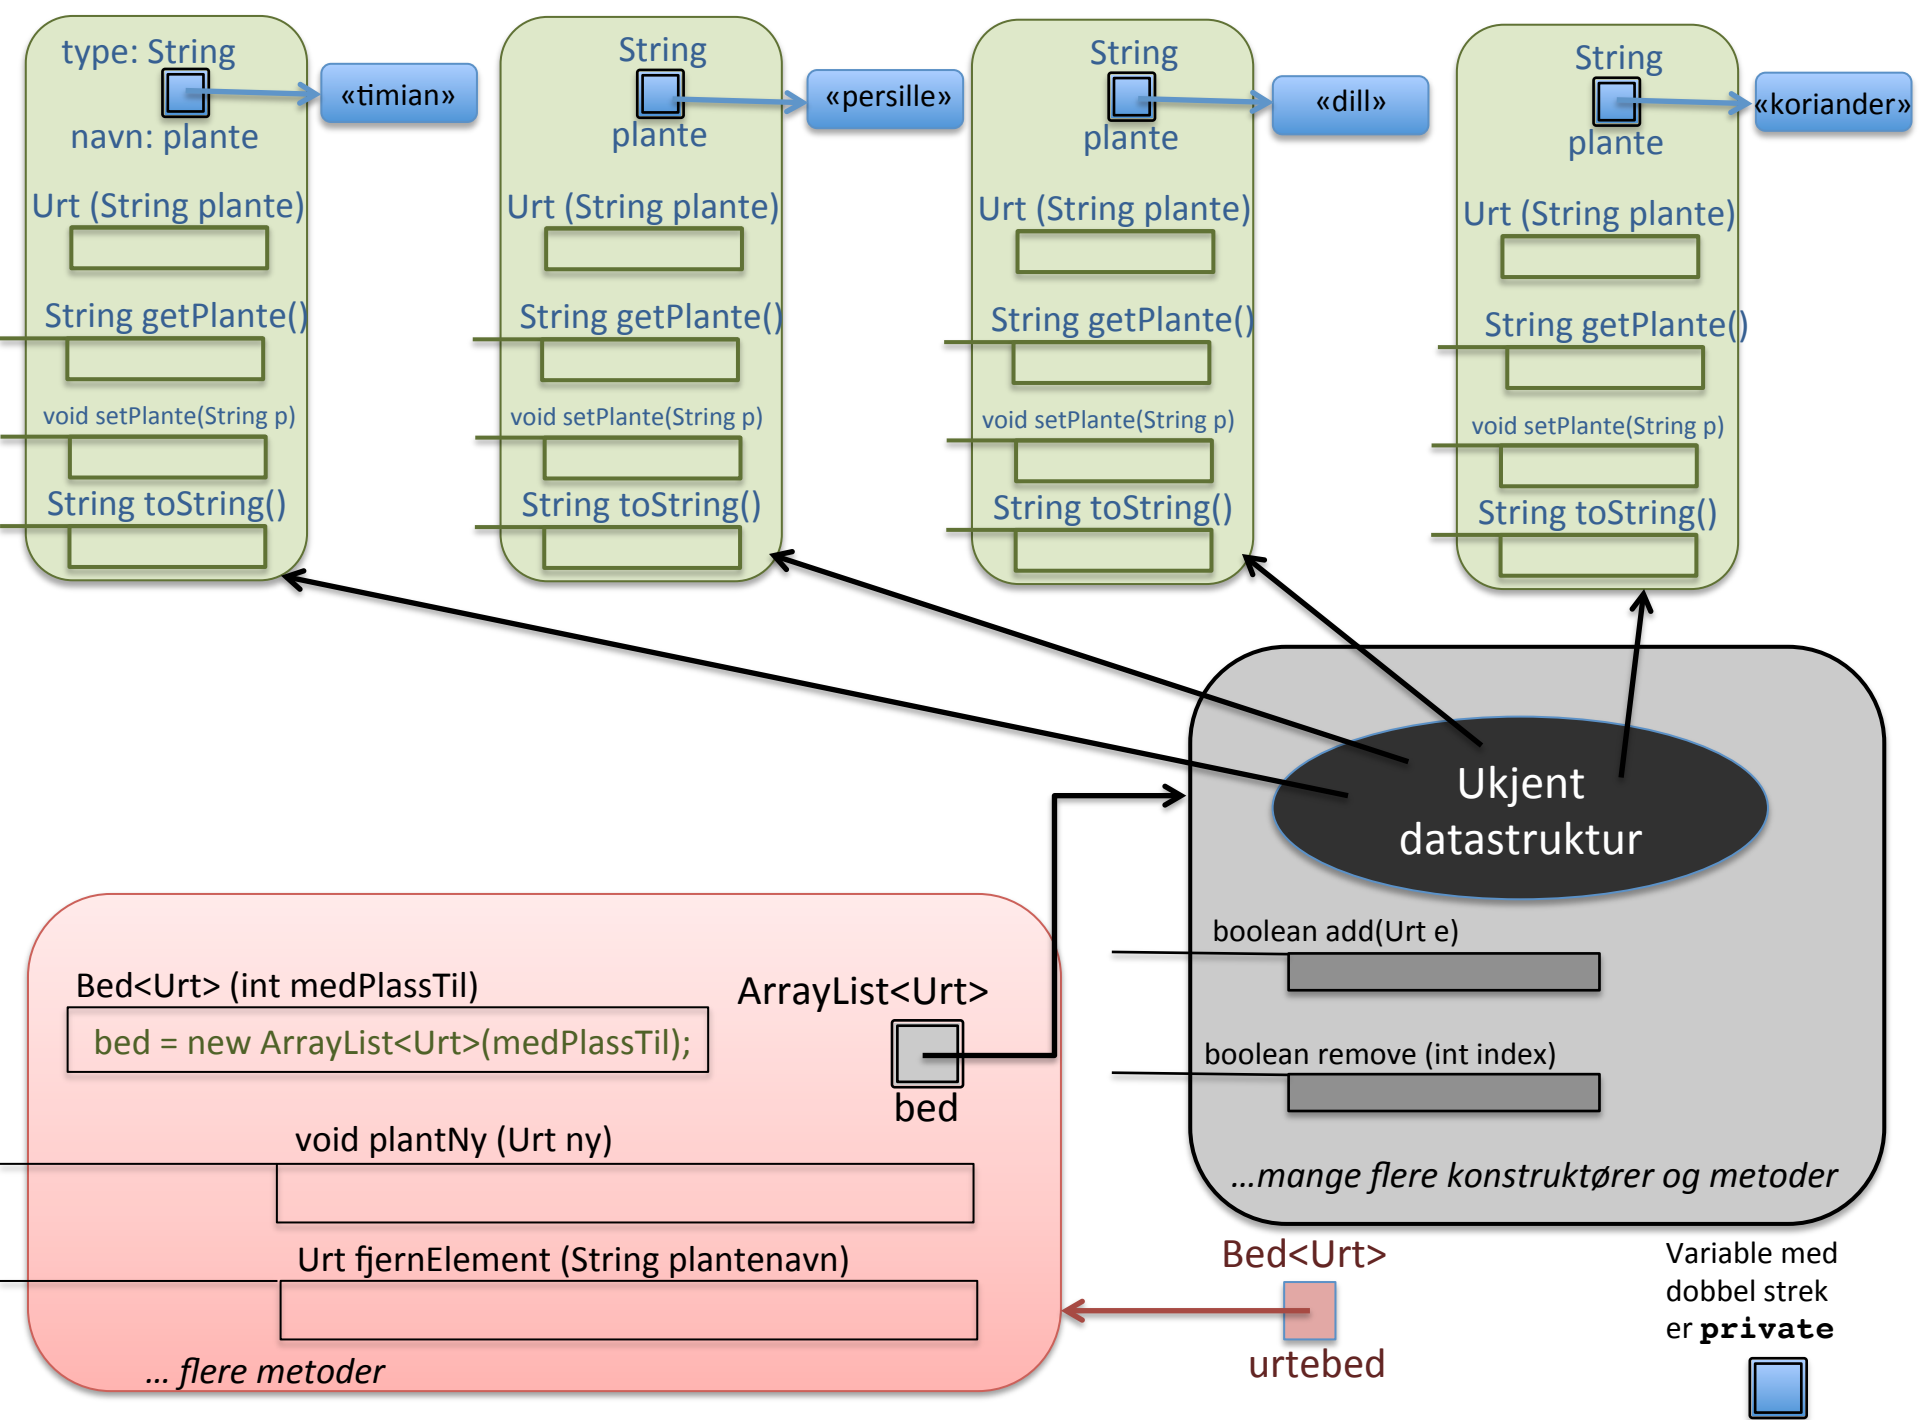 type: String
«timian»
navn: plante
Urt (String plante)
String getPlante()
void setPlante(String p)
String toString()
String
«persille»
plante
Urt (String plante)
String getPlante()
void setPlante(String p)
String toString()
String
«dill»
plante
Urt (String plante)
String getPlante()
void setPlante(String p)
String toString()
String
«koriander»
plante
Urt (String plante)
String getPlante()
void setPlante(String p)
String toString()
Ukjent
datastruktur
boolean add(Urt e)
boolean remove (int index)
...mange flere konstruktører og metoder
Bed<Urt> (int medPlassTil)
bed = new ArrayList<Urt>(medPlassTil);
ArrayList<Urt>
bed
void plantNy (Urt ny)
Urt fjernElement (String plantenavn)
... flere metoder
Bed<Urt>
urtebed
Variable med
dobbel strek
er private